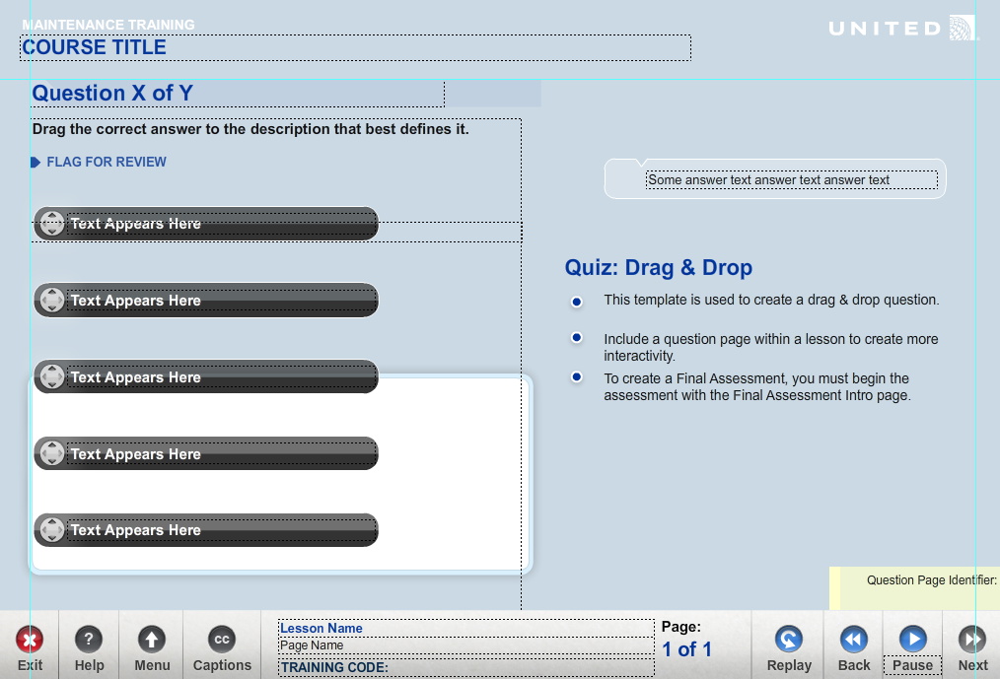 MAINTENANCE TRAINING
COURSE TITLE
UNITED
Question X of Y
Drag the correct answer to the description that best defines it.
FLAG FOR REVIEW
Some answer text answer text answer text
Text Appears Here
Text Appears Here
Text Appears Here
Text Appears Here
Text Appears Here
Quiz: Drag & Drop
This template is used to create a drag & drop question.
Include a question page within a lesson to create more
interactivity.
To create a Final Assessment, you must begin the
assessment with the Final Assessment Intro page.
Question Page Identifier:
Exit
?
Help
Menu
CC
Captions
Lesson Name
Page Name
TRAINING CODE:
Page:
1 of 1
Replay
Back
Pause
Next